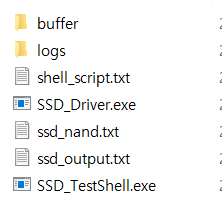 buffer
logs
shell_script.txt
SSD_Driver.exe
ssd_nand.txt
ssd_output.txt
SSD_TestShell.exe